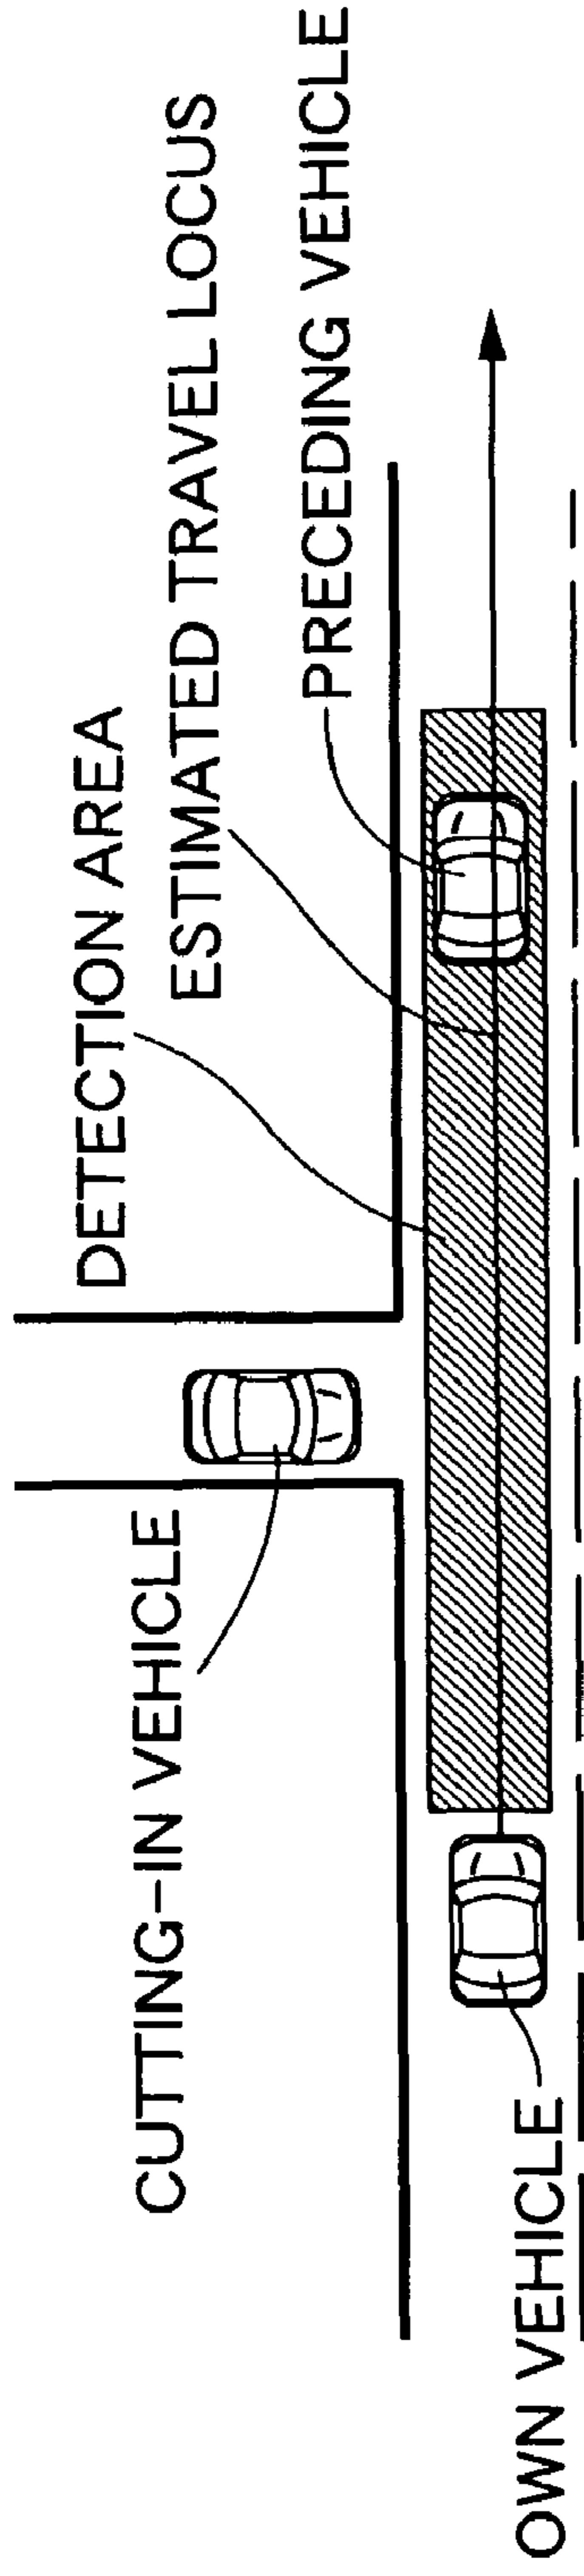 DETECTION AREA
ESTIMATED TRAVEL LOCUS
PRECEDING VEHICLE
CUTTING-IN VEHICLE
OWN VEHICLE